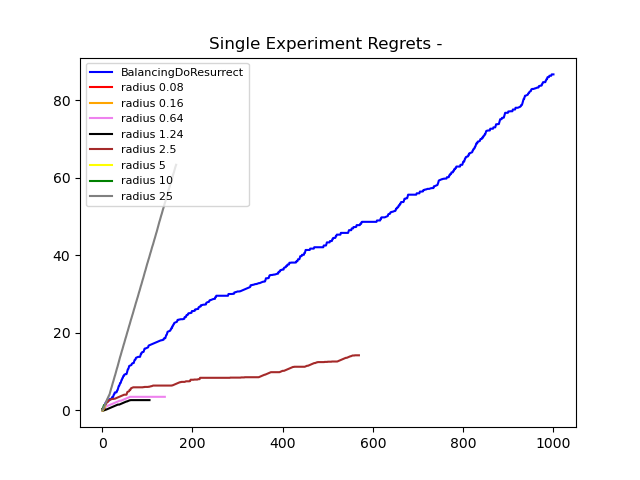 Single Experiment Regrets -
BalancingDoResurrect
radius 0.08
radius 0.16
radius 0.64
radius 1.24
radius 2.5
radius 5
radius 10
radius 25
80
60
40
20
0
0 200 400 600 800 1000